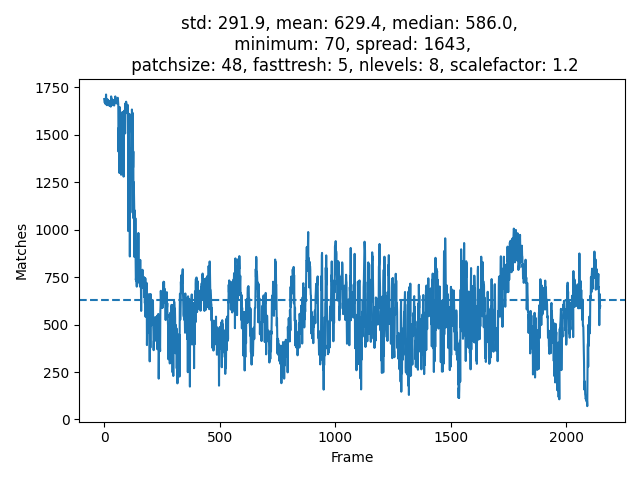 std: 291.9, mean: 629.4, median: 586.0,
minimum: 70, spread: 1643,
patchsize: 48, fasttresh: 5, nlevels: 8, scalefactor: 1.2
1750
1500
1250
1000
750
500
250
0
Matches
0 500 1000 1500 2000
Frame